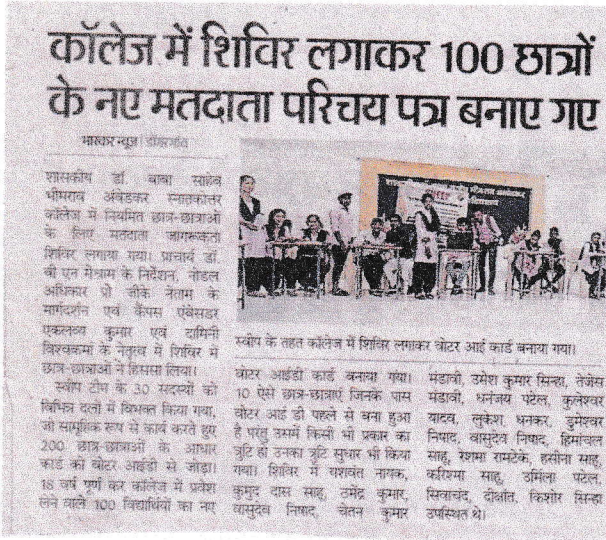 कॉलेज में शिविर लगाकर 100 छात्रों
के नए मतदाता परिचय पत्र बनाए गए
भास्कर न्यूज | डोंगरगांव
शासकीय डॉ. बाबा साहेब
भीमराव अंबेडकर स्नातकोत्तर
कॉलेज में नियमित छात्र-छात्राओं
के लिए मतदाता जागरूकता
शिविर लगाया गया। प्राचार्य डॉ.
बी एन मेश्राम के निर्देशन, नोडल
अधिकार प्रो डीके नेताम के
मार्गदर्शन एवं कैंपस एंबेसडर
एकलव्य कुमार एवं दामिनी
विश्वकर्मा के नेतृत्व में शिविर में
छात्र-छात्राओं ने हिस्सा लिया।
स्वीप टीम के 30 सदस्यों को
विभिन्न दलों में विभक्त किया गया,
जो सामूहिक रूप से कार्य करते हुए
200 छात्र-छात्राओं के आधार
कार्ड को वोटर आईडी से जोड़ा।
18 वर्ष पूर्ण कर कॉलेज में प्रवेश
लेने वाले 100 विद्यार्थियों का नए
स्वीप के तहत कॉलेज में शिविर लगाकर वोटर आई कार्ड बनाया गया।
वोटर आईडी कार्ड बनाया गया।
10 ऐसे छात्र-छात्राएं जिनके पास
वोटर आई डी पहले से बना हुआ
है परंतु उसमें किसी भी प्रकार का
त्रुटि हो उनका त्रुटि सुधार भी किया
गया। शिविर में यशवंत नायक,
कुमुद दास साहू, ठमेंद्र कुमार,
वासुदेव निषाद, चेतन कुमार
मंडावी, उमेश कुमार सिन्हा, तेजेस
मंडावी, धनंजय पटेल, कुलेश्वर
यादव, लुकेश, धनकर, डुमेश्वर
निषाद, वासुदेव निषाद, हिमांचल
साहू, रेशमा रामटेके, हसीना साहू,
करिश्मा साहू, उर्मिला पटेल,
सिवाचंद, दीक्षांत, किशोर सिन्हा
उपस्थित थे।